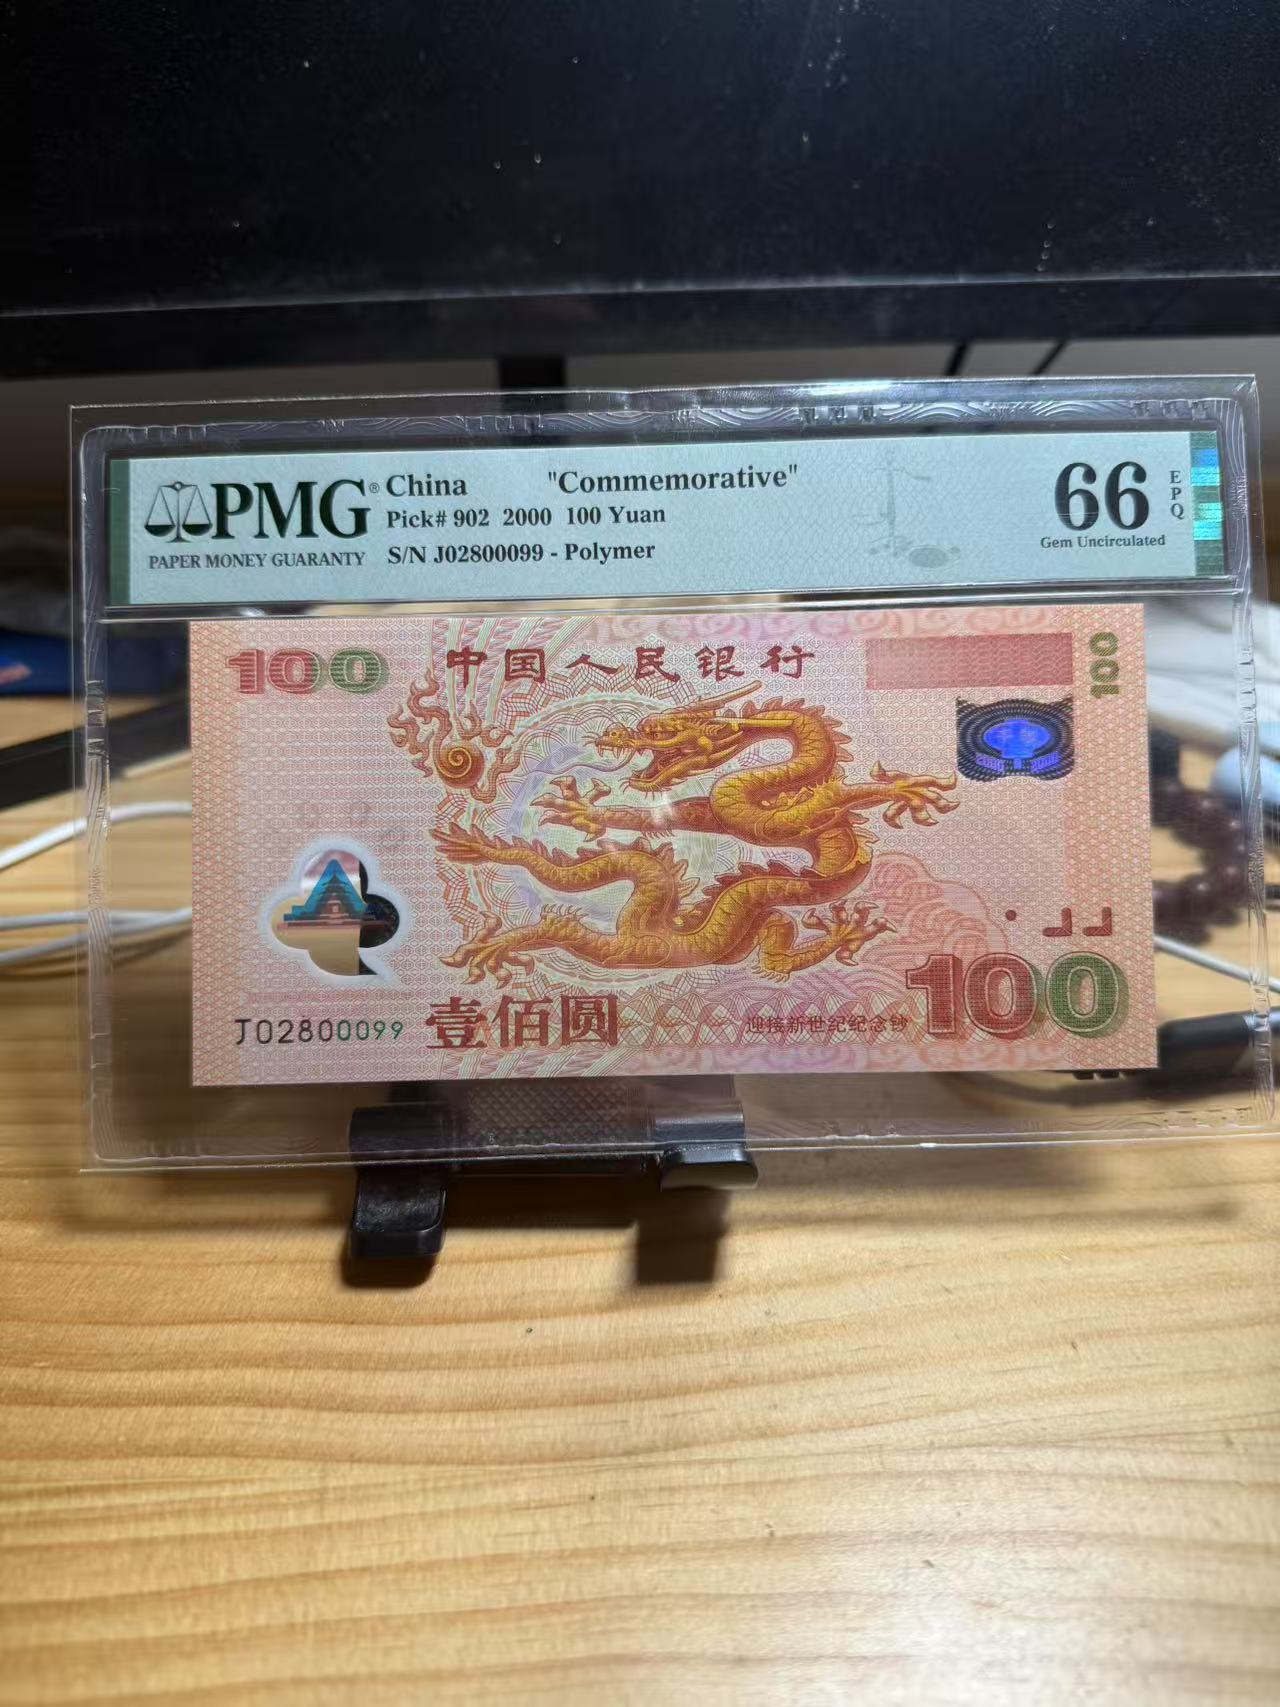 PMG® China "Commemorative"
Pick# 902 2000 100 Yuan
PAPER MONEY GUARANTY S/N J02800099 - Polymer
66 EPQ
Gem Uncirculated
100 中国人民银行 100
2000 2000
J02800099 壹佰圆 迎接新世纪纪念钞 100